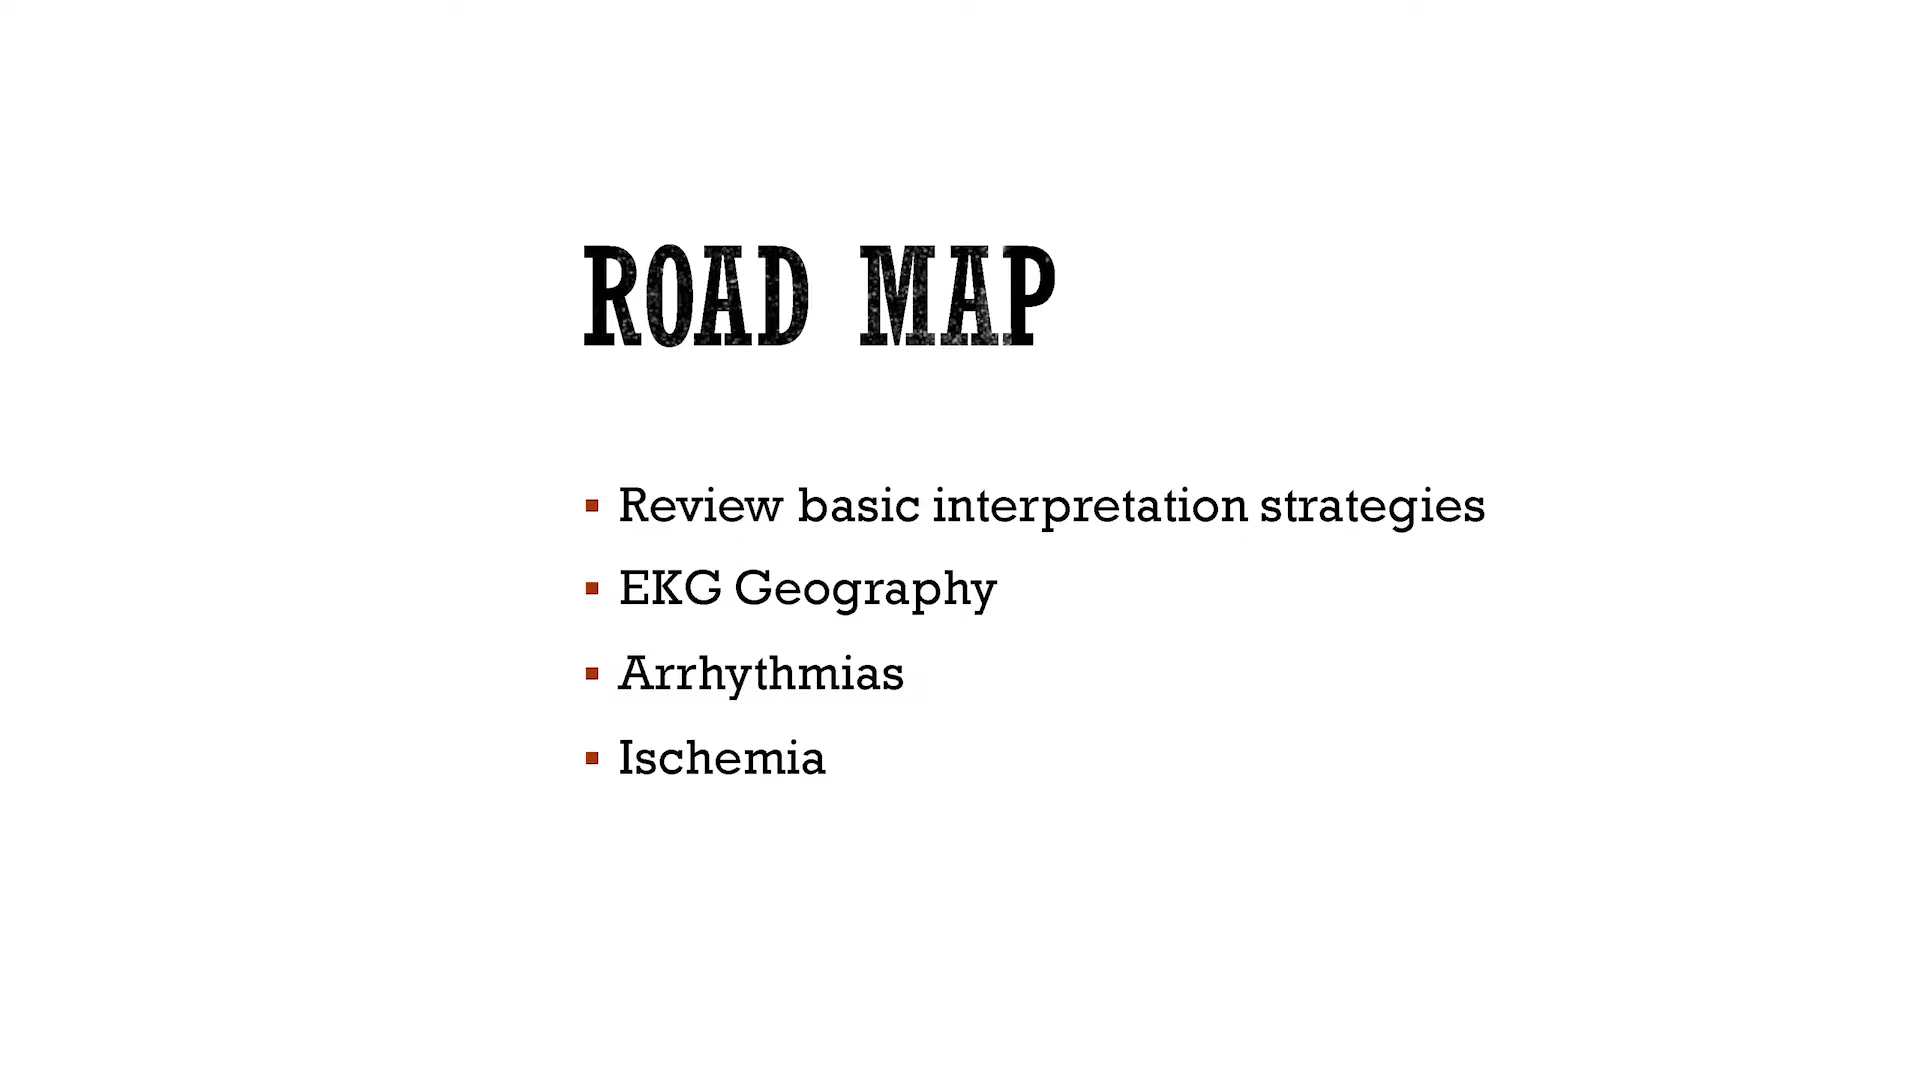 ROAD MAP
▪ Review basic interpretation strategies
▪ EKG Geography
▪ Arrhythmias
▪ Ischemia